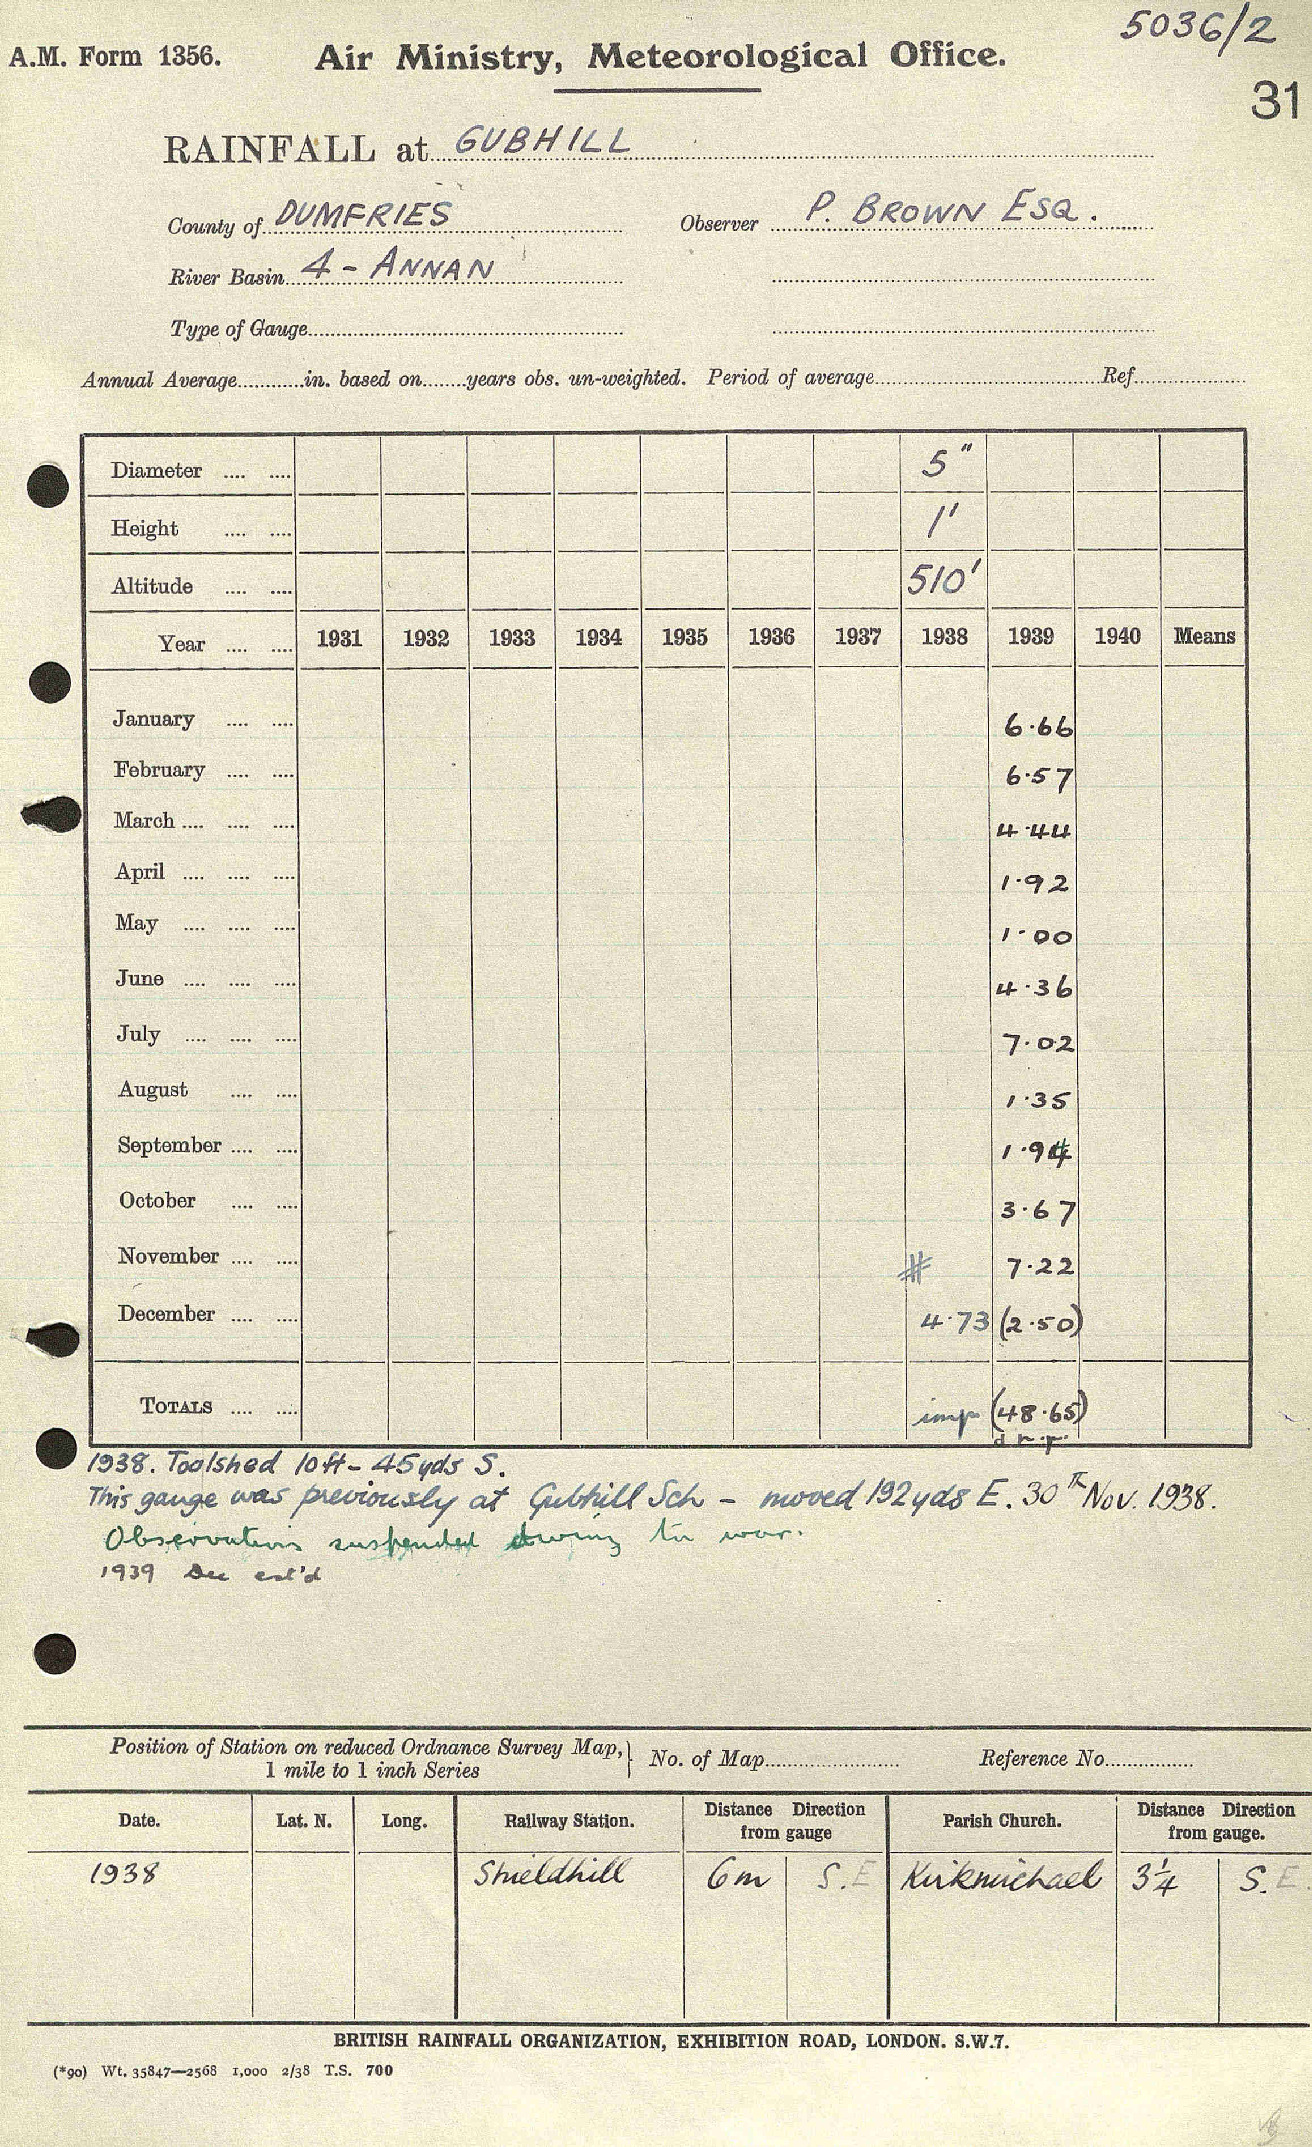 5036/2
A.M. Form 1356. Air Ministry, Meteorological Office.
31
RAINFALL at GUBHILL
County of DUMFRIES Observer P. BROWN ESQ.
River Basin 4 - ANNAN
Type of Gauge
Annual Average in. based on years obs. un-weighted. Period of average Ref.
Diameter 5"
Height 1'
Altitude 510'
Year 1931 1932 1933 1934 1935 1936 1937 1938 1939 1940 Means
January 6.66
February 6.57
March 4.44
April 1.92
May 1.00
June 4.36
July 7.02
August 1.35
September 1.94
October 3.67
November # 7.22
December 4.73 (2.50)
TOTALS imp (48.65)
d.n.p.
1938. Toolshed 10ft - 45yds S.
This gauge was previously at Gubhill Sch - moved 192yds E. 30th Nov. 1938.
Observations suspended owing to war.
1939 Dec est'd
Position of Station on reduced Ordnance Survey Map, } No. of Map Reference No.
1 mile to 1 inch Series
Date. Lat. N. Long. Railway Station. Distance Direction from gauge Parish Church. Distance Direction from gauge.
1938 Shieldhill 6m S.E Kirkmichael 3¼ S.E.
BRITISH RAINFALL ORGANIZATION, EXHIBITION ROAD, LONDON. S.W.7.
(*90) Wt. 35847—2568 1,000 2/38 T.S. 700